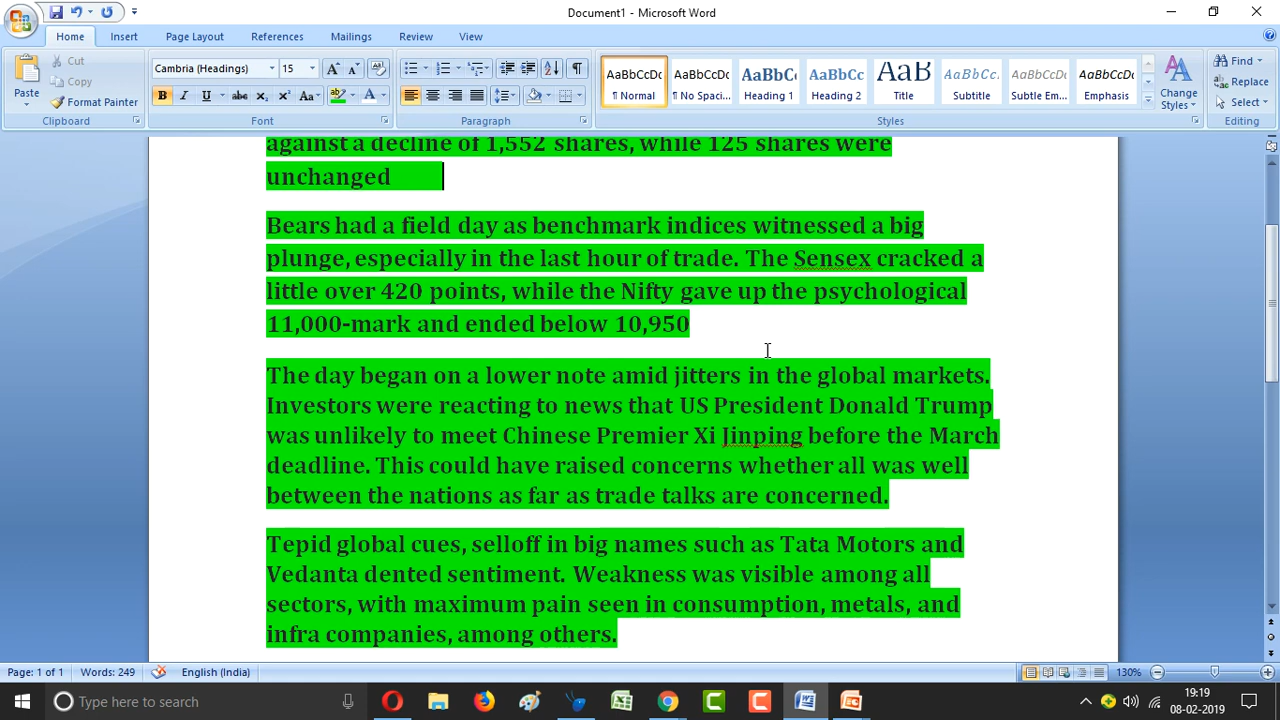 Document1 - Microsoft Word
Home Insert Page Layout References Mailings Review View
Paste
Cut
Copy
Format Painter
Clipboard
Cambria (Headings) 15
B I U abc x₂ x² Aa
Font
Paragraph
AaBbCcDc
¶ Normal
AaBbCcDc
¶ No Spaci...
AaBbCc
Heading 1
AaBbCc
Heading 2
AaB
Title
AaBbCc.
Subtitle
AaBbCcDc
Subtle Em...
AaBbCcDc
Emphasis
Change Styles
Styles
Find
Replace
Select
Editing
against a decline of 1,552 shares, while 125 shares were
unchanged
Bears had a field day as benchmark indices witnessed a big
plunge, especially in the last hour of trade. The Sensex cracked a
little over 420 points, while the Nifty gave up the psychological
11,000-mark and ended below 10,950
The day began on a lower note amid jitters in the global markets.
Investors were reacting to news that US President Donald Trump
was unlikely to meet Chinese Premier Xi Jinping before the March
deadline. This could have raised concerns whether all was well
between the nations as far as trade talks are concerned.
Tepid global cues, selloff in big names such as Tata Motors and
Vedanta dented sentiment. Weakness was visible among all
sectors, with maximum pain seen in consumption, metals, and
infra companies, among others.
Page: 1 of 1 Words: 249 English (India) 130%
Type here to search
19:19
08-02-2019